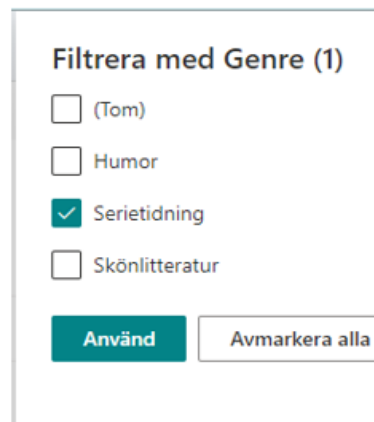 Filtrera med Genre (1)
(Tom)
Humor
Serietidning
Skönlitteratur
Använd Avmarkera alla